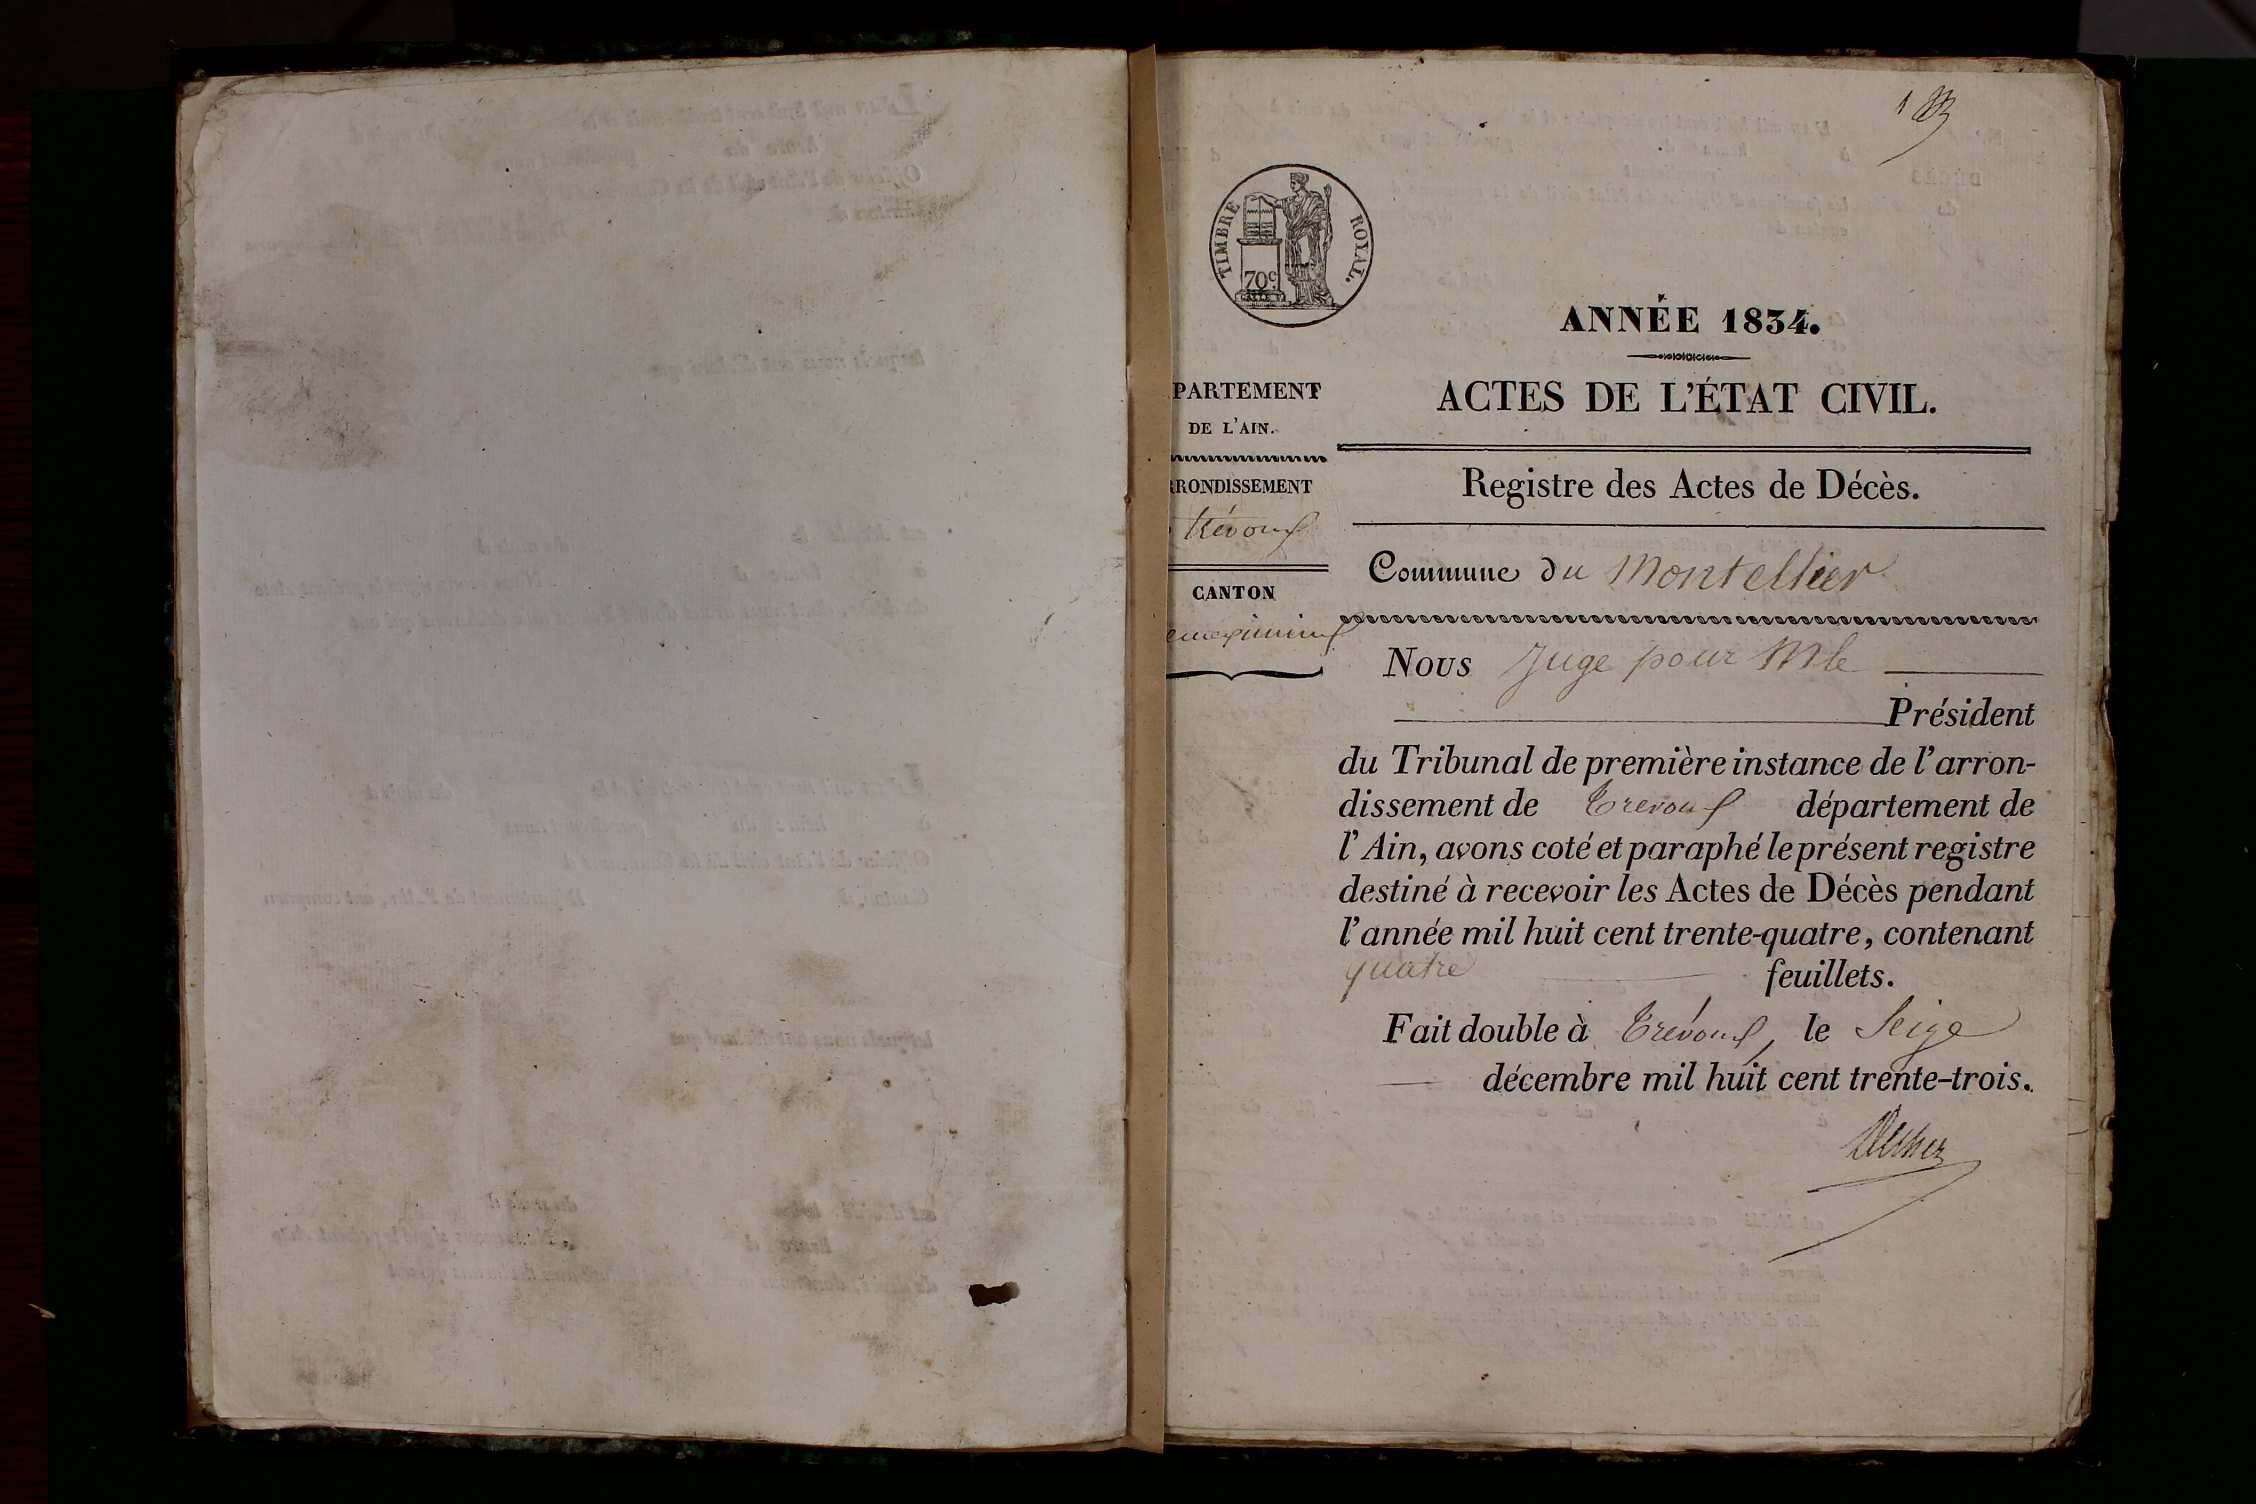 1
TIMBRE ROYAL.
70c
ANNÉE 1834.
PARTEMENT
DE L'AIN.
ACTES DE L'ÉTAT CIVIL.
RRONDISSEMENT
Trévoux
Registre des Actes de Décès.
CANTON
Commune du Montellier
Nous Juge pour Mr le
Président
du Tribunal de première instance de l'arron-
dissement de Trevoux département de
l'Ain, avons coté et paraphé le présent registre
destiné à recevoir les Actes de Décès pendant
l'année mil huit cent trente-quatre, contenant
quatre feuillets.
Fait double à Trévoux, le Seize
décembre mil huit cent trente-trois.